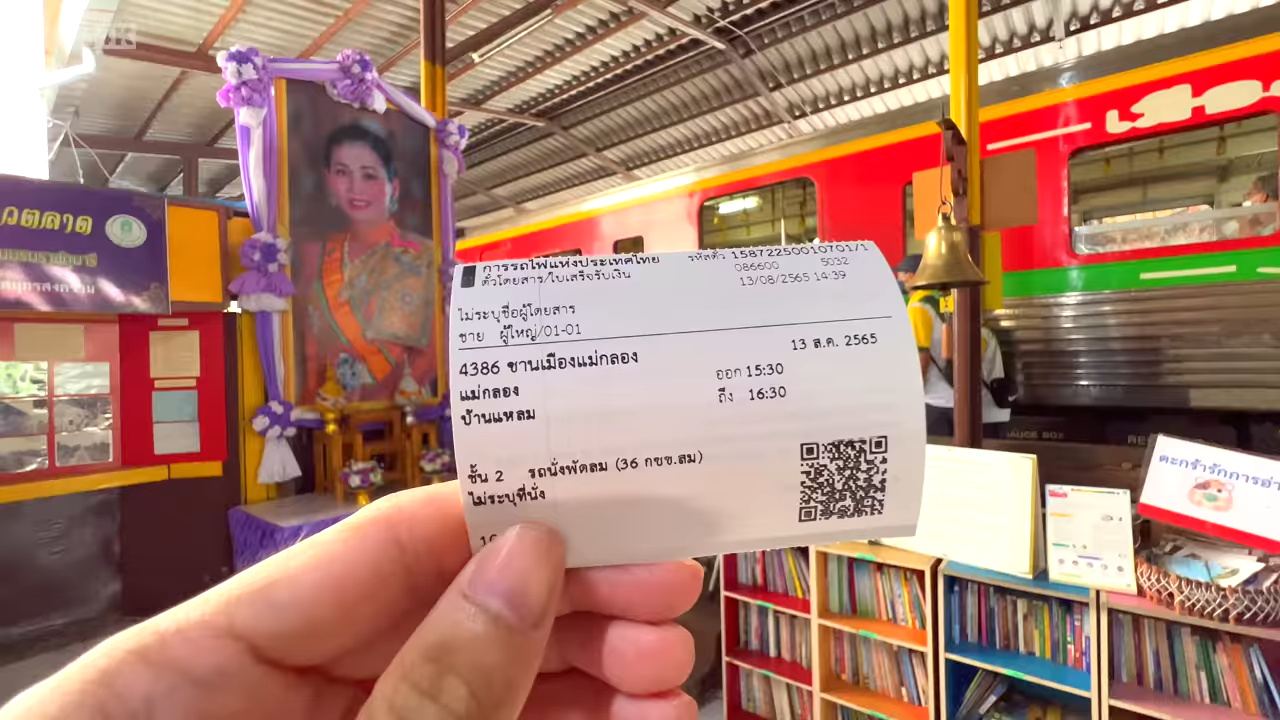 การรถไฟแห่งประเทศไทย
ตั๋วโดยสาร/ใบเสร็จรับเงิน
รหัสตั๋ว 15872250010701/1
086600 5032
13/08/2565 14:39
ไม่ระบุชื่อผู้โดยสาร
ชาย ผู้ใหญ่/01-01
4386 ชานเมืองแม่กลอง
13 ส.ค. 2565
แม่กลอง
ออก 15:30
บ้านแหลม
ถึง 16:30
ชั้น 2 รถนั่งพัดลม (36 กซข.สม)
ไม่ระบุที่นั่ง
ตะกร้ารักการอ่า